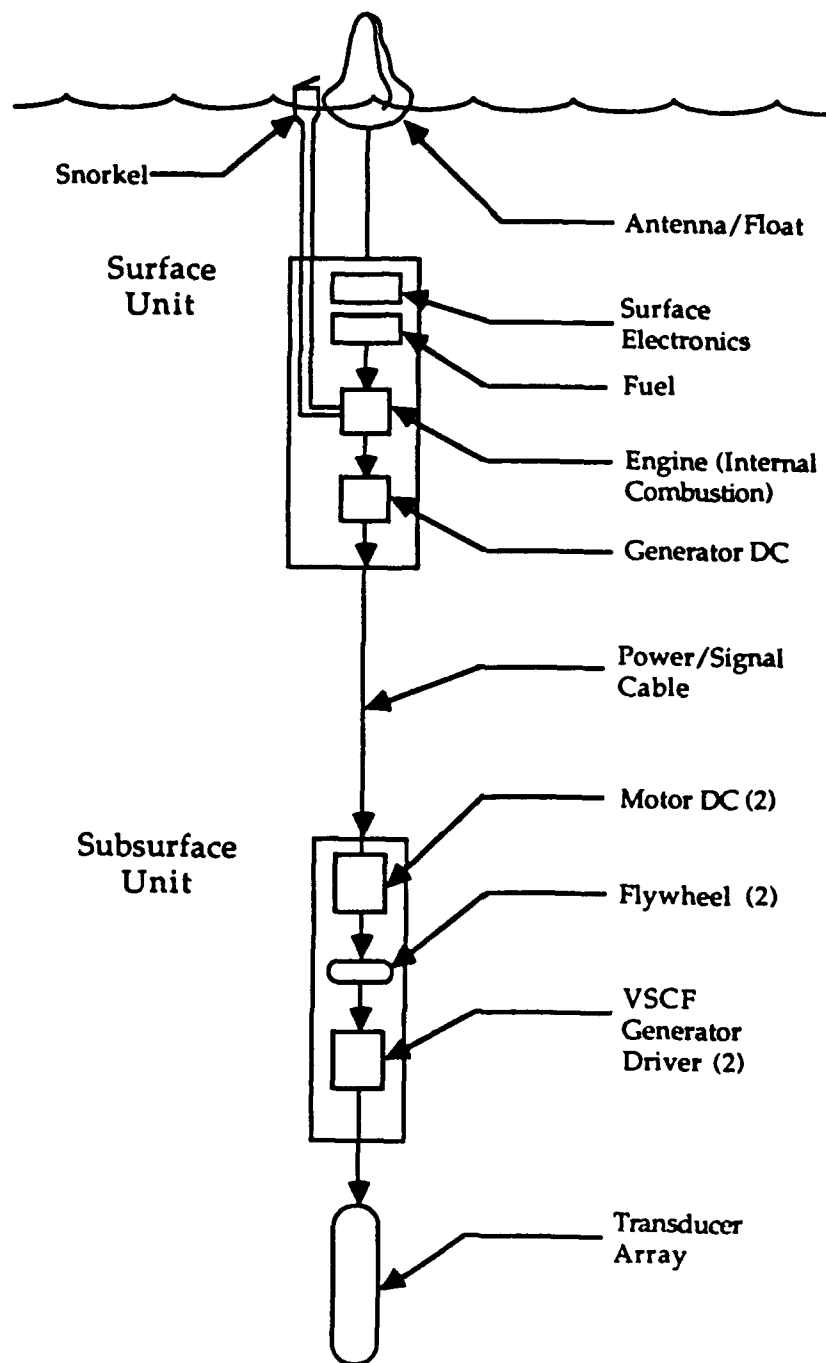 Snorkel
Antenna/Float
Surface
Unit
Surface
Electronics
Fuel
Engine (Internal
Combustion)
Generator DC
Power/Signal
Cable
Motor DC (2)
Subsurface
Unit
Flywheel (2)
VSCF
Generator
Driver (2)
Transducer
Array